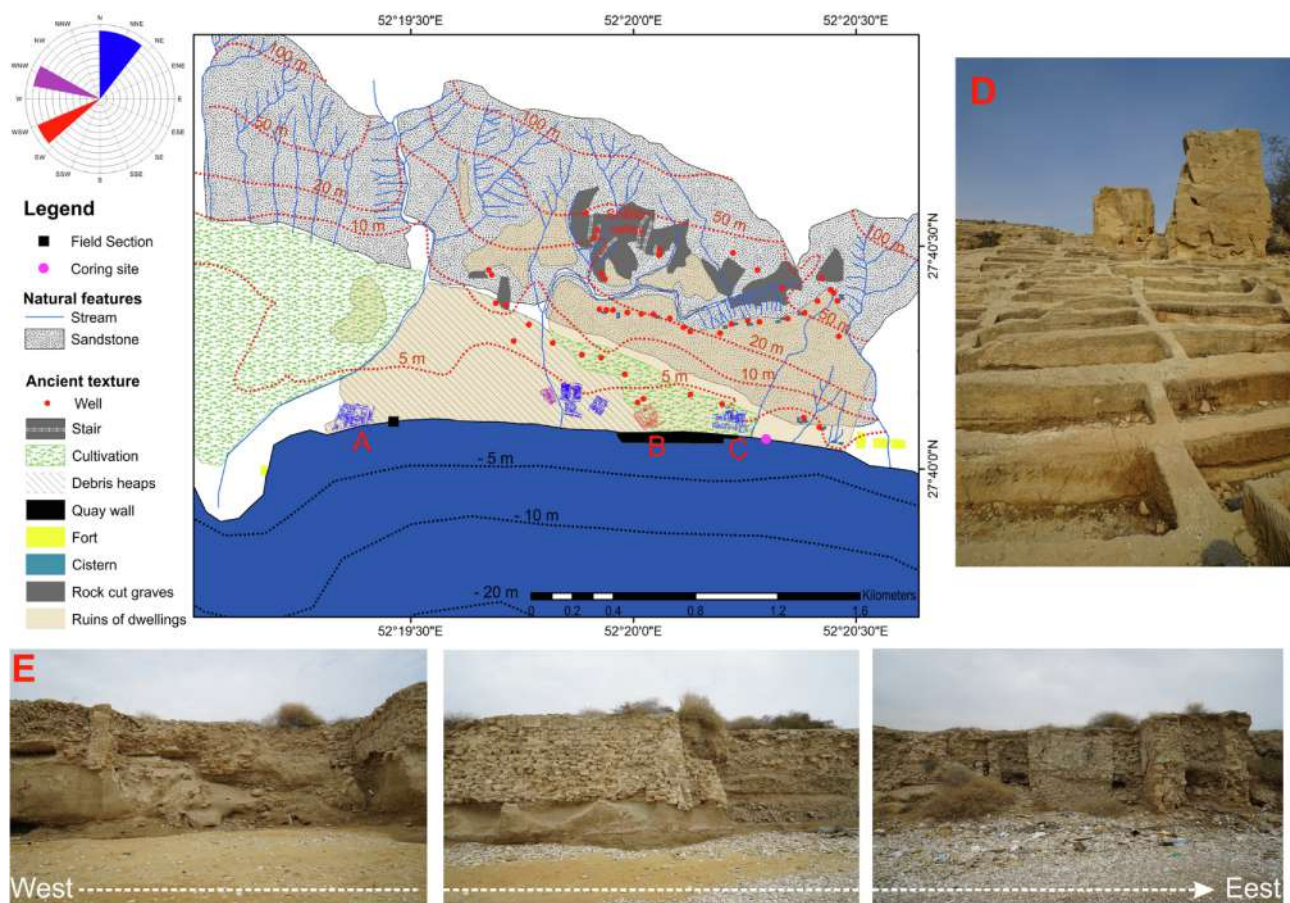 N
NNE
NE
ENE
E
ESE
SE
SSE
S
SSW
SW
WSW
W
WNW
NW
NNW
Legend
Field Section
Coring site
Natural features
Stream
Sandstone
Ancient texture
Well
Stair
Cultivation
Debris heaps
Quay wall
Fort
Cistern
Rock cut graves
Ruins of dwellings
52°19'30"E
52°20'0"E
52°20'30"E
100 m
50 m
20 m
10 m
100 m
50 m
100 m
50 m
20 m
10 m
5 m
5 m
A
B
C
- 5 m
- 10 m
- 20 m
Kilometers
0
0.2
0.4
0.8
1.2
1.6
27°40'30"N
27°40'0"N
52°19'30"E
52°20'0"E
52°20'30"E
D
E
West
Eest